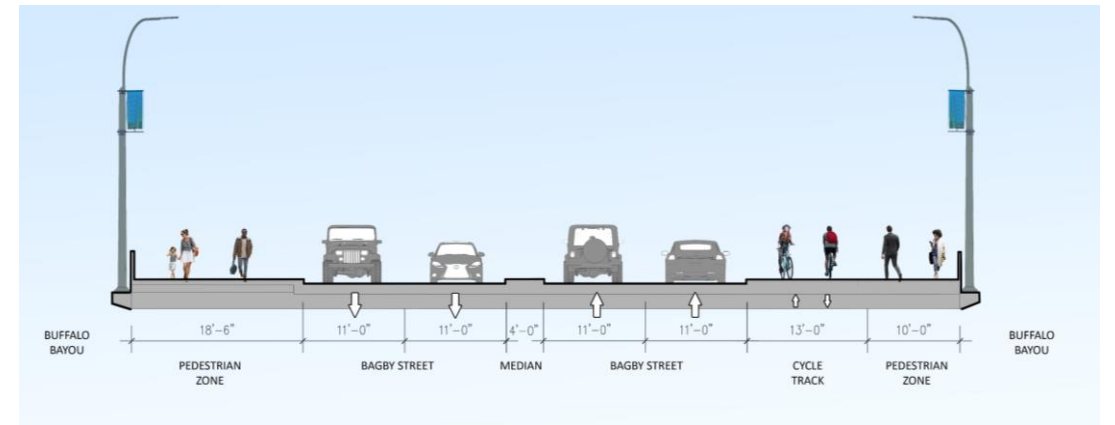 18'-6"
11'-0"
11'-0"
4'-0"
11'-0"
11'-0"
13'-0"
10'-0"
BUFFALO
BAYOU
PEDESTRIAN
ZONE
BAGBY STREET
MEDIAN
BAGBY STREET
CYCLE
TRACK
PEDESTRIAN
ZONE
BUFFALO
BAYOU